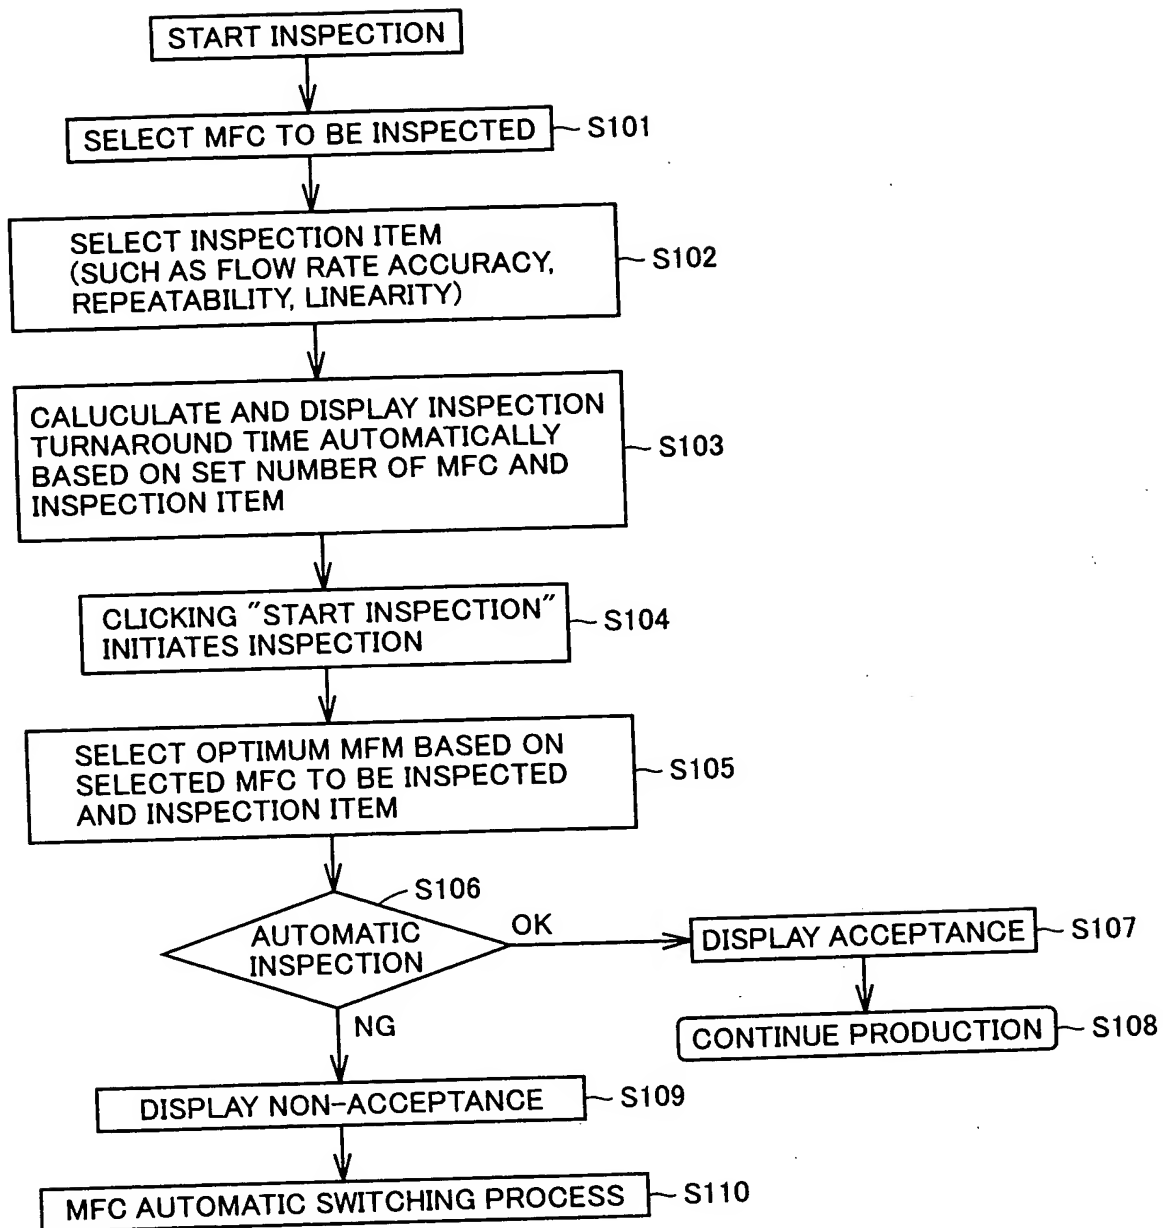 START INSPECTION
SELECT MFC TO BE INSPECTED
S101
SELECT INSPECTION ITEM
(SUCH AS FLOW RATE ACCURACY,
REPEATABILITY, LINEARITY)
S102
CALUCULATE AND DISPLAY INSPECTION
TURNAROUND TIME AUTOMATICALLY
BASED ON SET NUMBER OF MFC AND
INSPECTION ITEM
S103
CLICKING "START INSPECTION"
INITIATES INSPECTION
S104
SELECT OPTIMUM MFM BASED ON
SELECTED MFC TO BE INSPECTED
AND INSPECTION ITEM
S105
S106
AUTOMATIC
INSPECTION
OK
DISPLAY ACCEPTANCE
S107
NG
CONTINUE PRODUCTION
S108
DISPLAY NON-ACCEPTANCE
S109
MFC AUTOMATIC SWITCHING PROCESS
S110